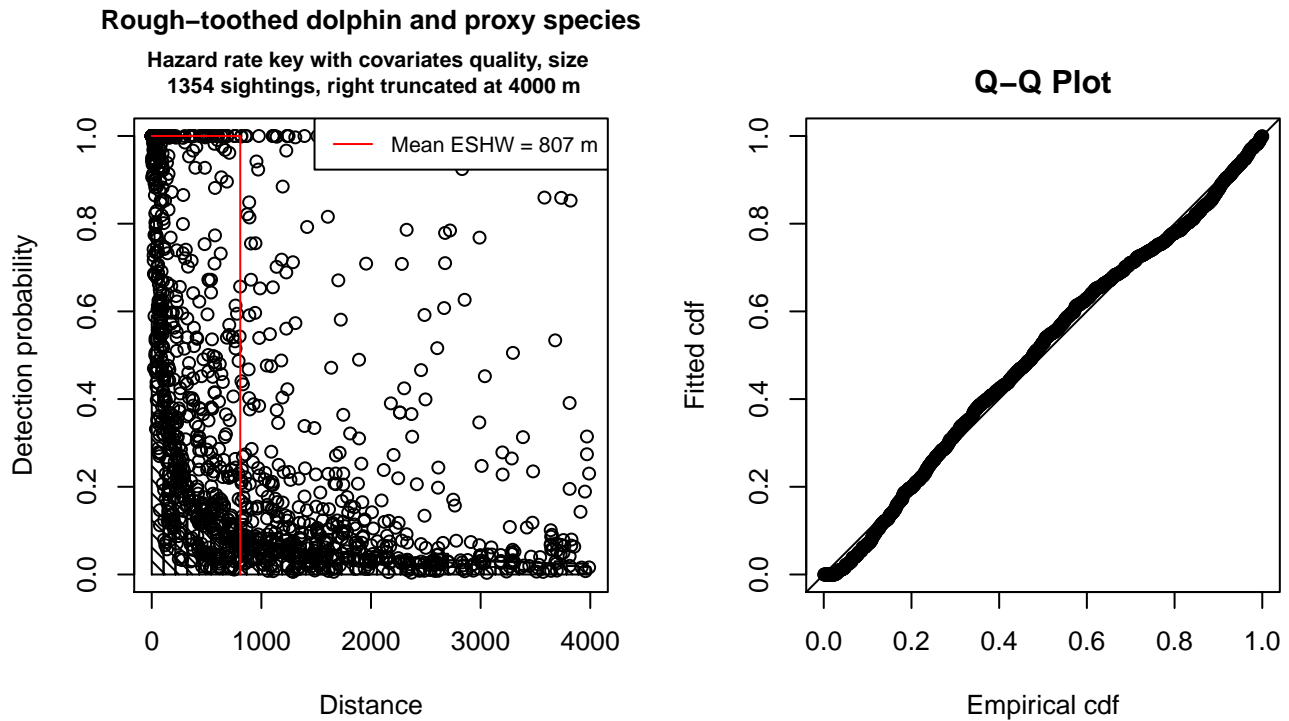 Rough−toothed dolphin and proxy species
Hazard rate key with covariates quality, size
1354 sightings, right truncated at 4000 m
Mean ESHW = 807 m
Detection probability
0.0 0.2 0.4 0.6 0.8 1.0
0 1000 2000 3000 4000
Distance
Q−Q Plot
Fitted cdf
0.0 0.2 0.4 0.6 0.8 1.0
0.0 0.2 0.4 0.6 0.8 1.0
Empirical cdf